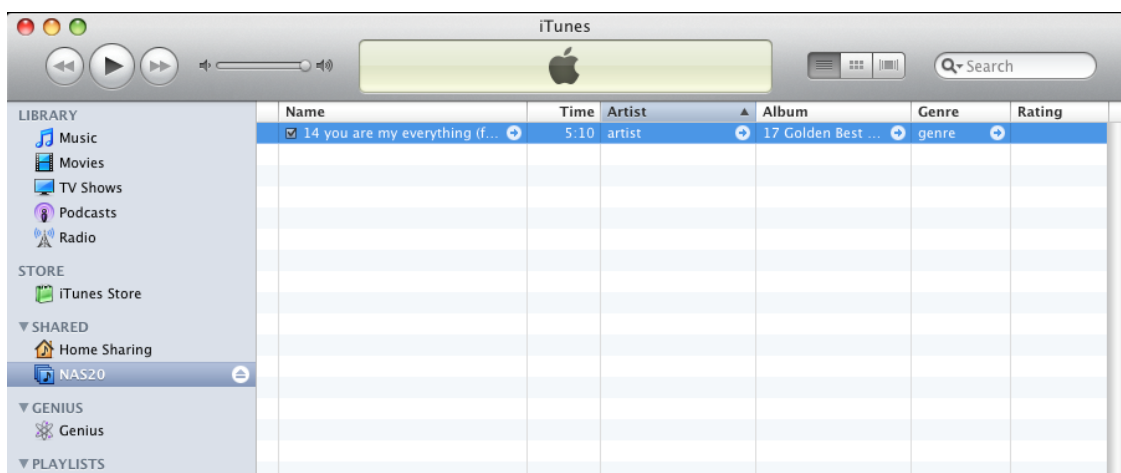 iTunes
Search
LIBRARY
Music
Movies
TV Shows
Podcasts
Radio
STORE
iTunes Store
SHARED
Home Sharing
NAS20
GENIUS
Genius
PLAYLISTS
Name Time Artist Album Genre Rating
14 you are my everything (f... 5:10 artist 17 Golden Best ... genre